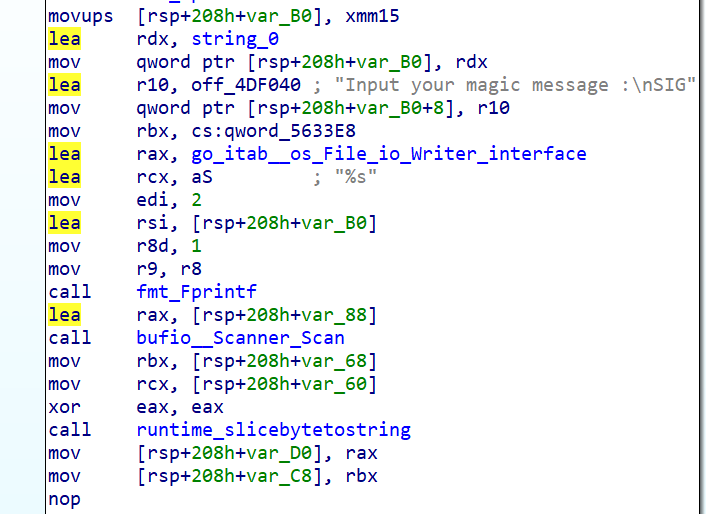 movups [rsp+208h+var_B0], xmm15
lea rdx, string_0
mov qword ptr [rsp+208h+var_B0], rdx
lea r10, off_4DF040 ; "Input your magic message :\nSIG"
mov qword ptr [rsp+208h+var_B0+8], r10
mov rbx, cs:qword_5633E8
lea rax, go_itab__os_File_io_Writer_interface
lea rcx, aS ; "%s"
mov edi, 2
lea rsi, [rsp+208h+var_B0]
mov r8d, 1
mov r9, r8
call fmt_Fprintf
lea rax, [rsp+208h+var_88]
call bufio__Scanner_Scan
mov rbx, [rsp+208h+var_68]
mov rcx, [rsp+208h+var_60]
xor eax, eax
call runtime_slicebytetostring
mov [rsp+208h+var_D0], rax
mov [rsp+208h+var_C8], rbx
nop